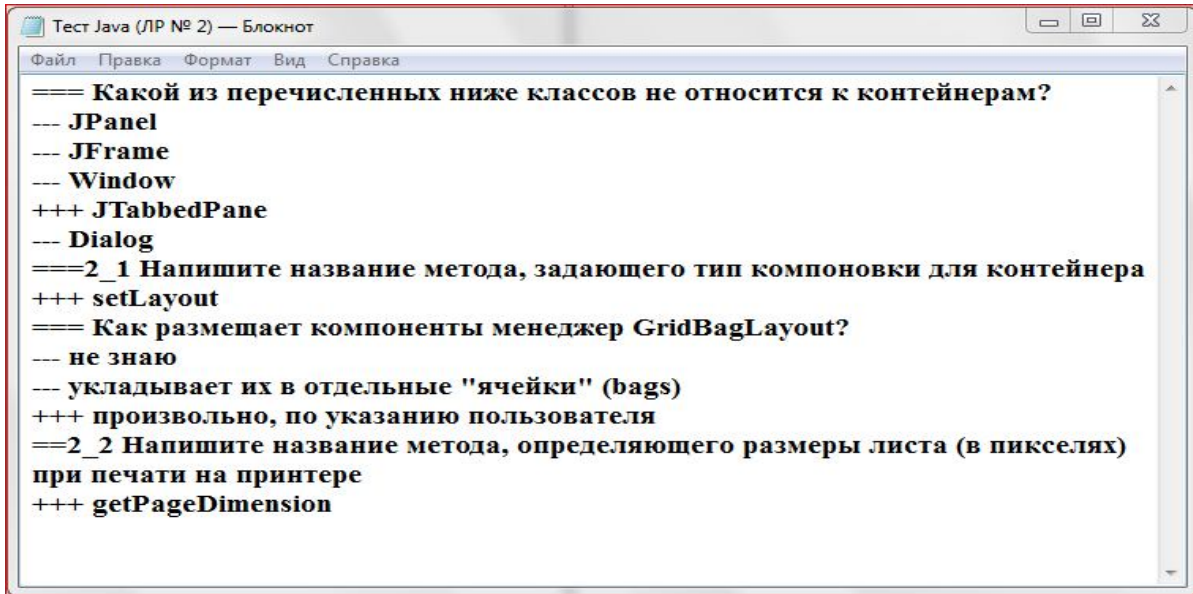 Тест Java (ЛР № 2) — Блокнот
Файл Правка Формат Вид Справка
=== Какой из перечисленных ниже классов не относится к контейнерам?
--- JPanel
--- JFrame
--- Window
+++ JTabbedPane
--- Dialog
===2_1 Напишите название метода, задающего тип компоновки для контейнера
+++ setLayout
=== Как размещает компоненты менеджер GridBagLayout?
--- не знаю
--- укладывает их в отдельные "ячейки" (bags)
+++ произвольно, по указанию пользователя
==2_2 Напишите название метода, определяющего размеры листа (в пикселях)
при печати на принтере
+++ getPageDimension